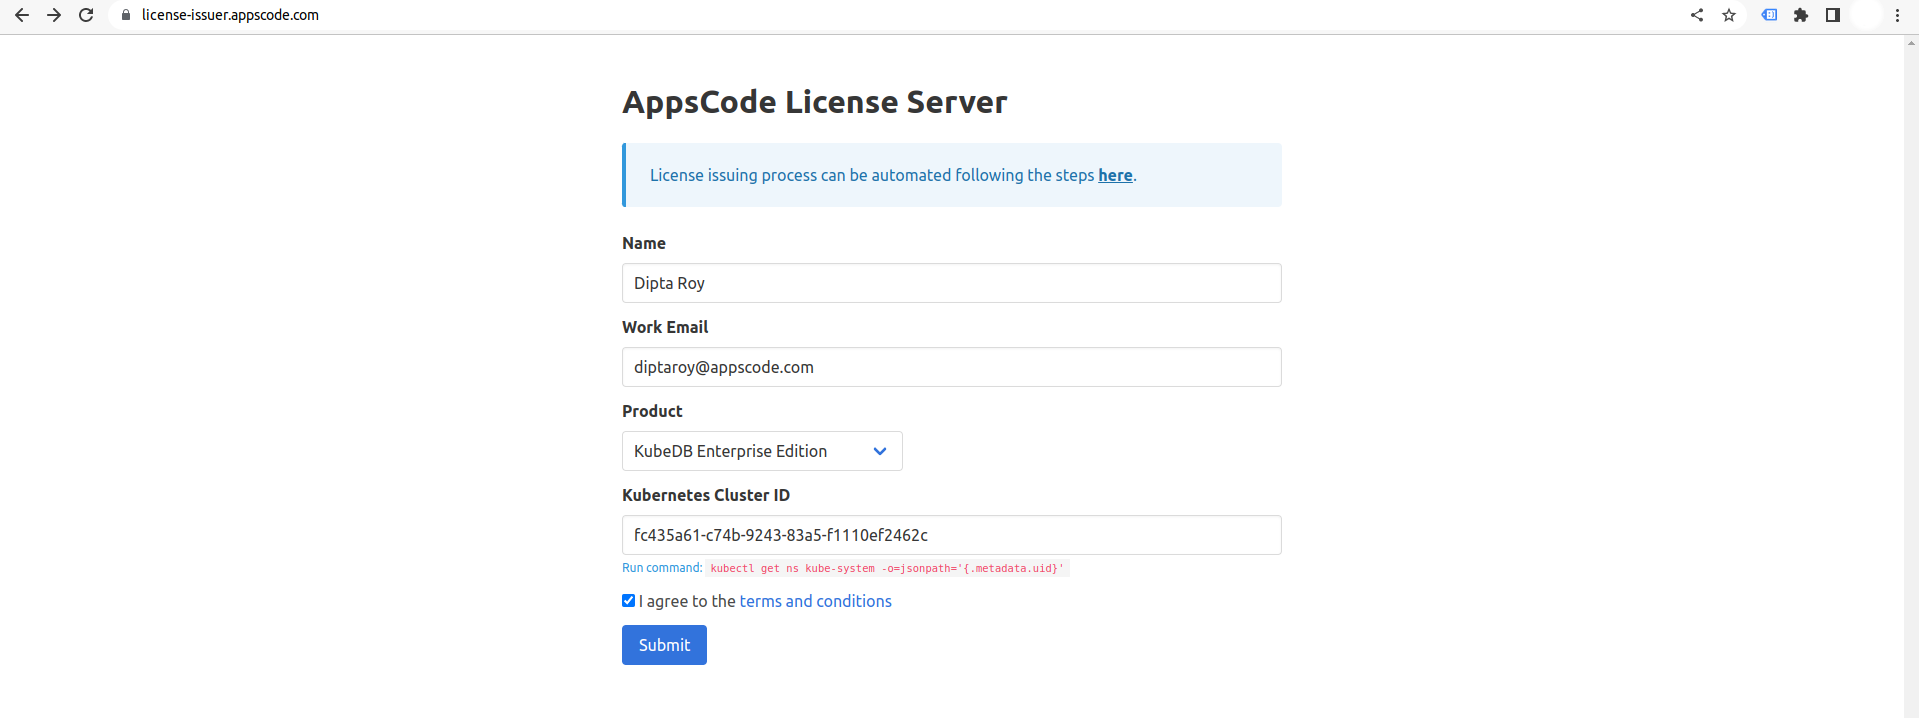 license-issuer.appscode.com
AppsCode License Server
License issuing process can be automated following the steps here.
Name
Dipta Roy
Work Email
diptaroy@appscode.com
Product
KubeDB Enterprise Edition
Kubernetes Cluster ID
fc435a61-c74b-9243-83a5-f1110ef2462c
Run command: kubectl get ns kube-system -o=jsonpath='{.metadata.uid}'
I agree to the terms and conditions
Submit